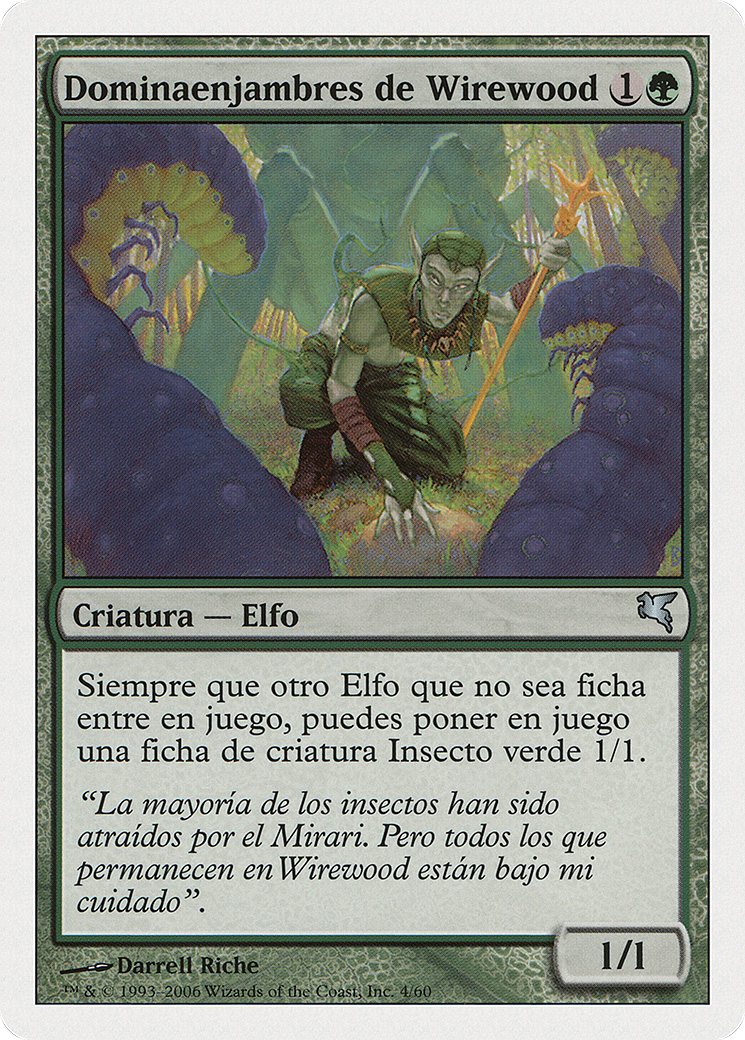 Dominaenjambres de Wirewood 1
Criatura — Elfo
Siempre que otro Elfo que no sea ficha
entre en juego, puedes poner en juego
una ficha de criatura Insecto verde 1/1.
“La mayoría de los insectos han sido
atraídos por el Mirari. Pero todos los que
permanecen en Wirewood están bajo mi
cuidado”.
1/1
Darrell Riche
™ & © 1993–2006 Wizards of the Coast, Inc. 4/60